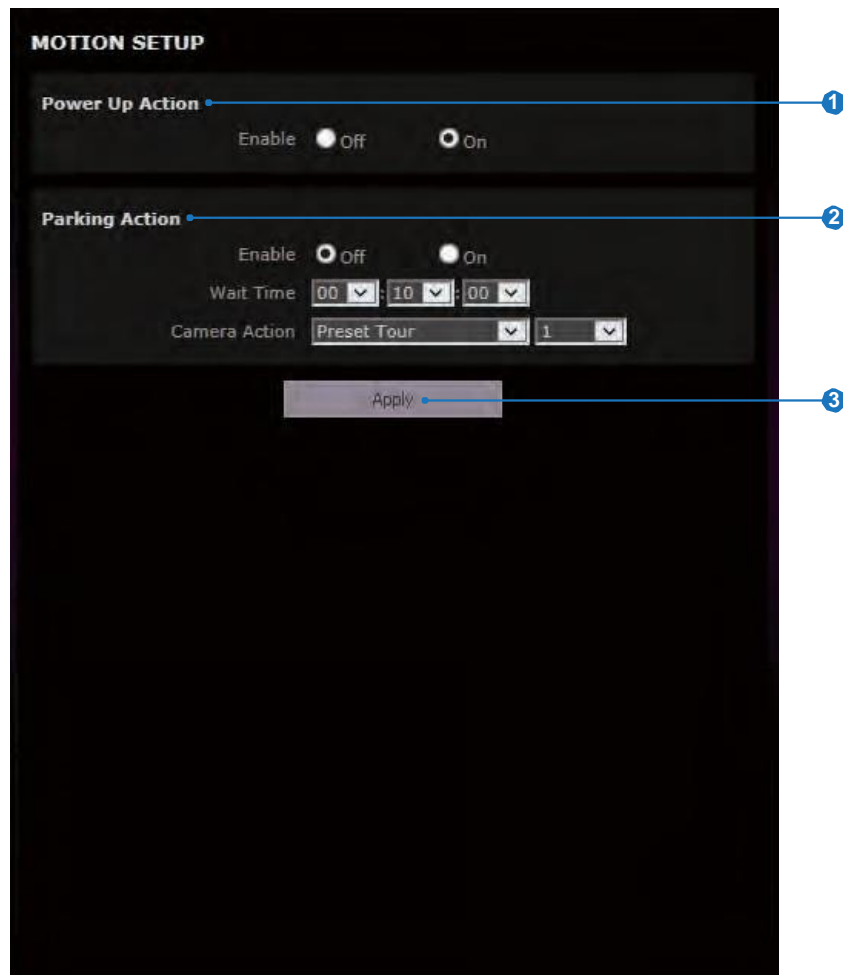 MOTION SETUP
Power Up Action 1
Enable Off On
Parking Action 2
Enable Off On
Wait Time 00 : 10 : 00
Camera Action Preset Tour 1
Apply 3